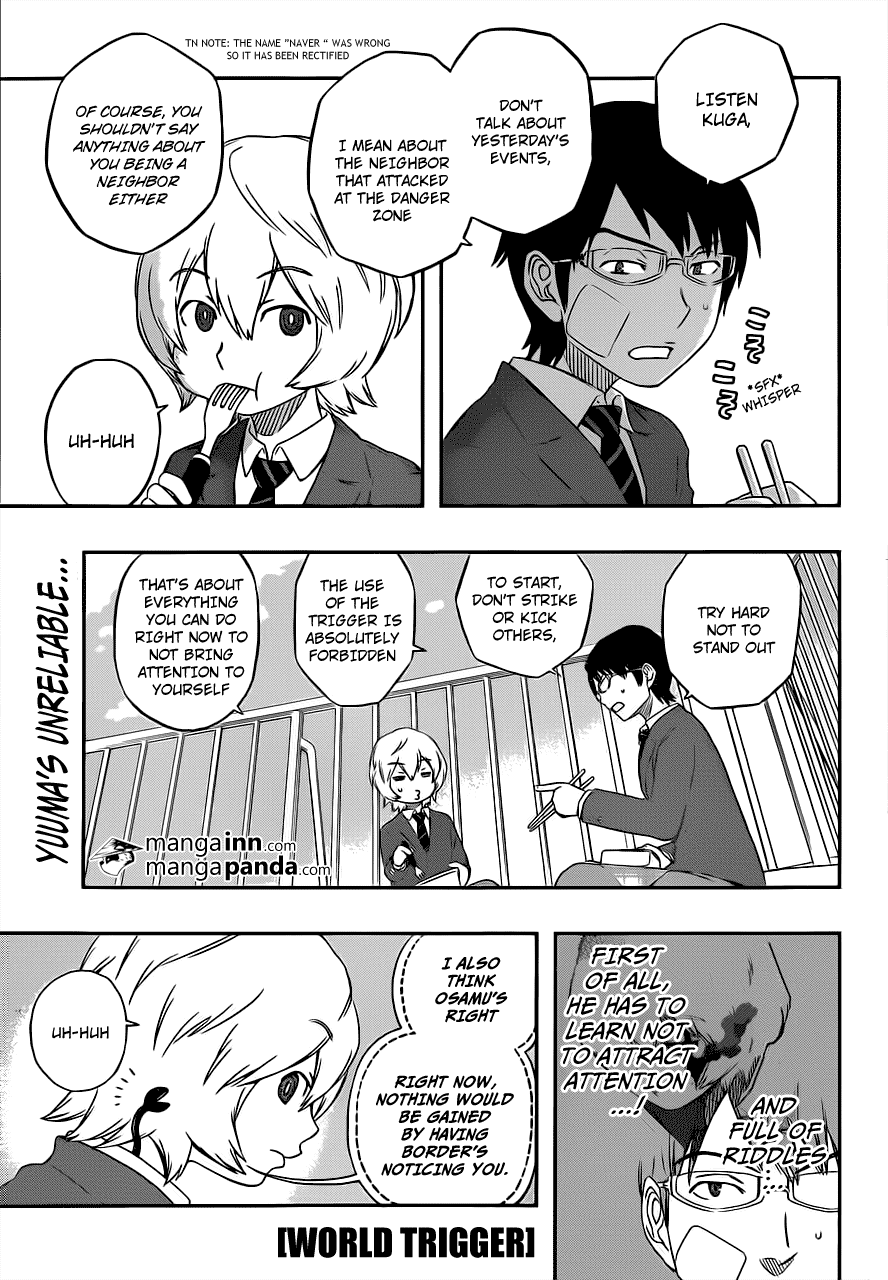 TN NOTE: THE NAME "NAVER " WAS WRONG
SO IT HAS BEEN RECTIFIED
LISTEN
KUGA,
DON'T
TALK ABOUT
YESTERDAY'S
EVENTS,
I MEAN ABOUT
THE NEIGHBOR
THAT ATTACKED
AT THE DANGER
ZONE
こそ
こそ
*SFX*
WHISPER
OF COURSE, YOU
SHOULDN'T SAY
ANYTHING ABOUT
YOU BEING A
NEIGHBOR
EITHER
UH-HUH
TRY HARD
NOT TO
STAND OUT
TO START,
DON'T STRIKE
OR KICK
OTHERS,
THE USE
OF THE
TRIGGER IS
ABSOLUTELY
FORBIDDEN
THAT'S ABOUT
EVERYTHING
YOU CAN DO
RIGHT NOW TO
NOT BRING
ATTENTION TO
YOURSELF
YUUMA'S UNRELIABLE...
mangainn.com
mangapanda.com
FIRST
OF ALL,
HE HAS TO
LEARN NOT
TO ATTRACT
ATTENTION
...!
AND
FULL OF
RIDDLES
...
I ALSO
THINK
OSAMU'S
RIGHT
RIGHT NOW,
NOTHING WOULD
BE GAINED
BY HAVING
BORDER'S
NOTICING YOU.
UH-HUH
[WORLD TRIGGER]